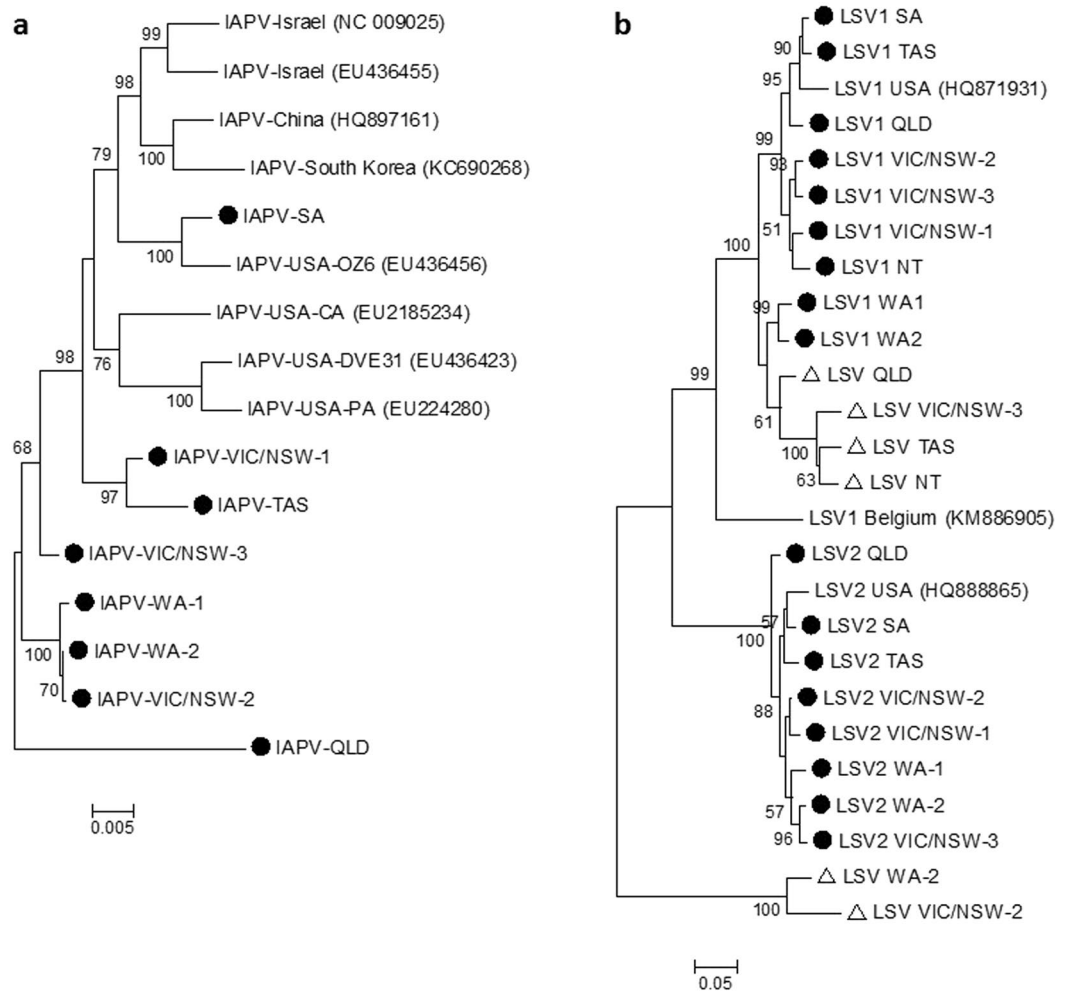 a
99
IAPV-Israel (NC 009025)
IAPV-Israel (EU436455)
98
IAPV-China (HQ897161)
100
IAPV-South Korea (KC690268)
79
IAPV-SA
100
IAPV-USA-OZ6 (EU436456)
IAPV-USA-CA (EU2185234)
98
76
IAPV-USA-DVE31 (EU436423)
100
IAPV-USA-PA (EU224280)
68
IAPV-VIC/NSW-1
97
IAPV-TAS
IAPV-VIC/NSW-3
IAPV-WA-1
100
IAPV-WA-2
70
IAPV-VIC/NSW-2
IAPV-QLD
0.005
b
LSV1 SA
90
LSV1 TAS
95
LSV1 USA (HQ871931)
LSV1 QLD
99
93
LSV1 VIC/NSW-2
LSV1 VIC/NSW-3
51
LSV1 VIC/NSW-1
100
LSV1 NT
99
LSV1 WA1
LSV1 WA2
99
LSV QLD
61
LSV VIC/NSW-3
100
LSV TAS
63
LSV NT
LSV1 Belgium (KM886905)
LSV2 QLD
LSV2 USA (HQ888865)
57
100
LSV2 SA
LSV2 TAS
88
LSV2 VIC/NSW-2
LSV2 VIC/NSW-1
LSV2 WA-1
57
LSV2 WA-2
96
LSV2 VIC/NSW-3
LSV WA-2
100
LSV VIC/NSW-2
0.05